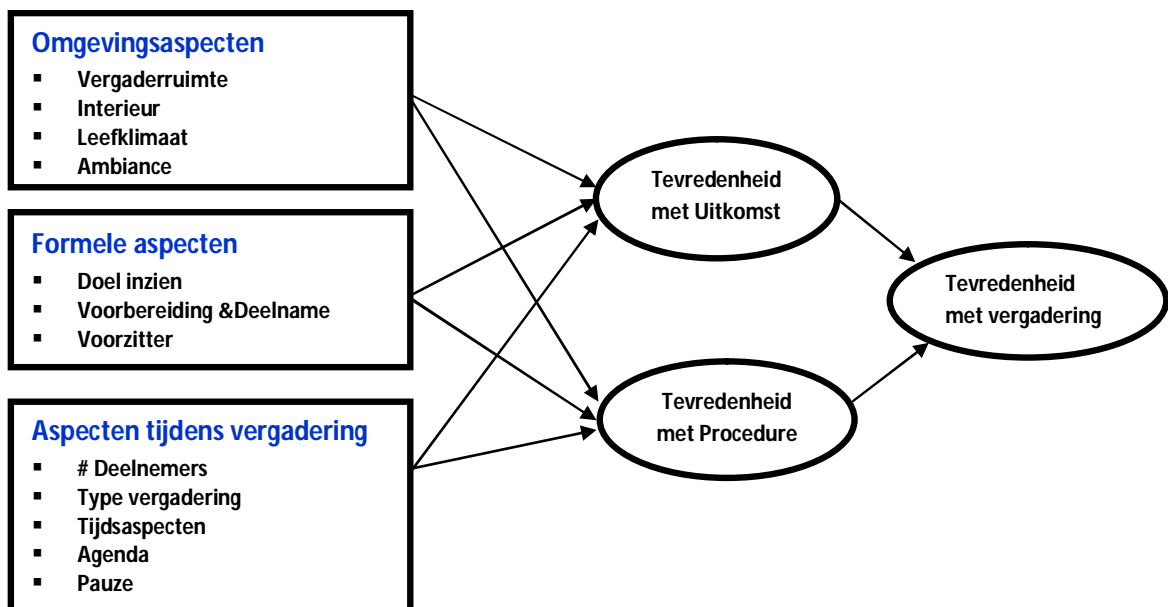 Omgevingsaspecten
▪ Vergaderruimte
▪ Interieur
▪ Leefklimaat
▪ Ambiance
Formele aspecten
▪ Doel inzien
▪ Voorbereiding &Deelname
▪ Voorzitter
Aspecten tijdens vergadering
▪ # Deelnemers
▪ Type vergadering
▪ Tijdsaspecten
▪ Agenda
▪ Pauze
Tevredenheid
met Uitkomst
Tevredenheid
met Procedure
Tevredenheid
met vergadering